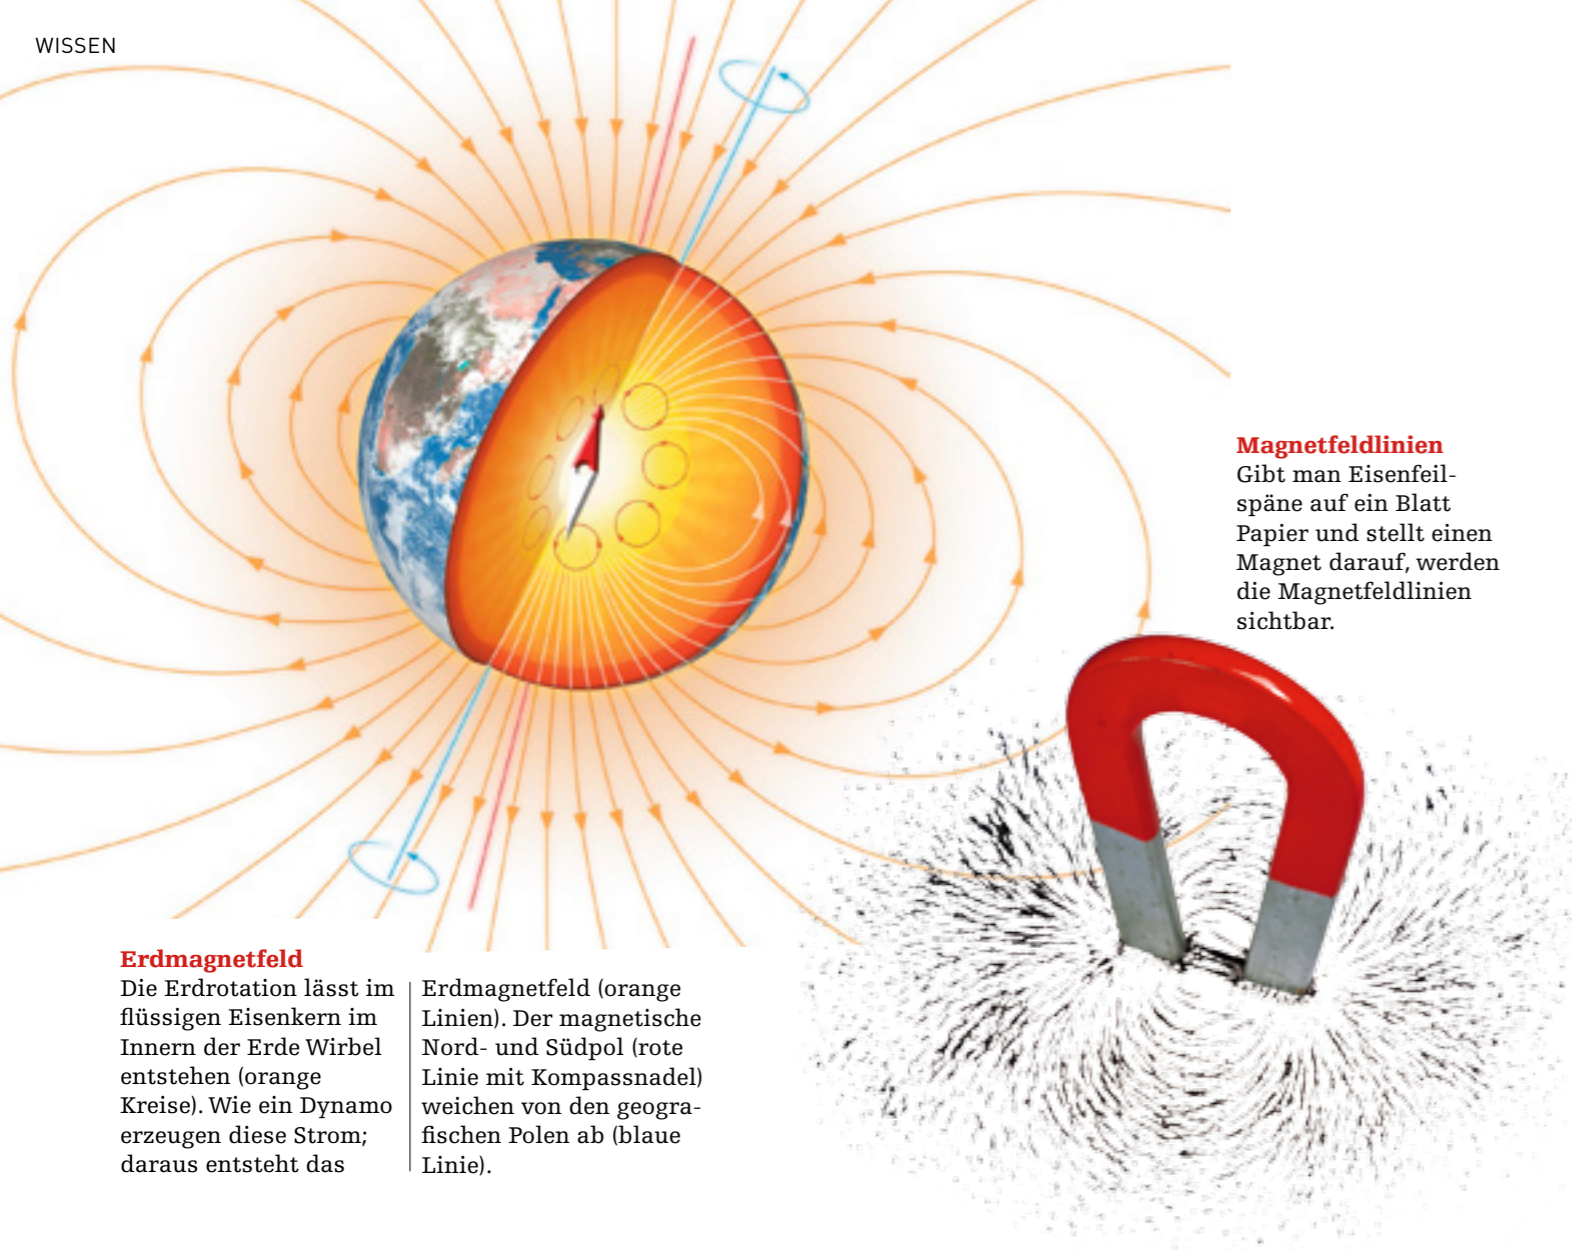 WISSEN
Magnetfeldlinien
Gibt man Eisenfeil-
späne auf ein Blatt
Papier und stellt einen
Magnet darauf, werden
die Magnetfeldlinien
sichtbar.
Erdmagnetfeld
Die Erdrotation lässt im
flüssigen Eisenkern im
Innern der Erde Wirbel
entstehen (orange
Kreise). Wie ein Dynamo
erzeugen diese Strom;
daraus entsteht das
Erdmagnetfeld (orange
Linien). Der magnetische
Nord- und Südpol (rote
Linie mit Kompassnadel)
weichen von den geogra-
fischen Polen ab (blaue
Linie).